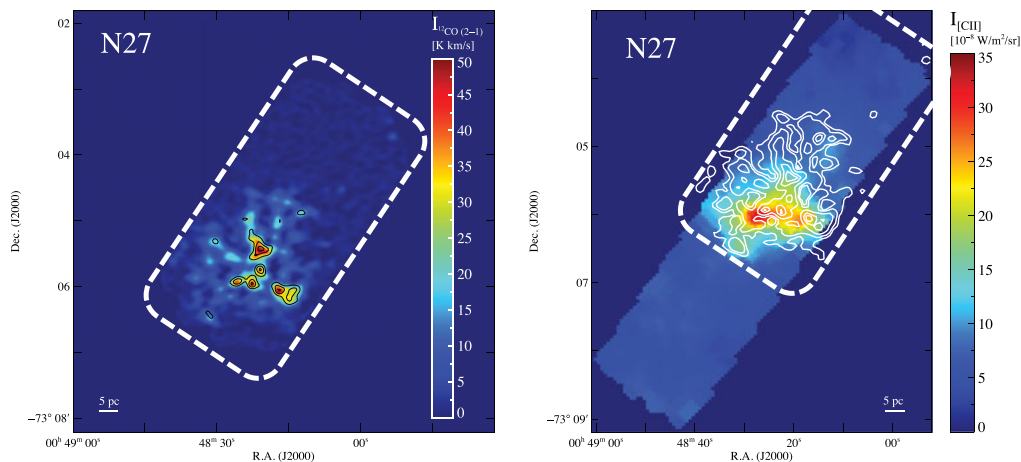 N27
I 12CO (2−1)
[K km/s]
50
45
40
35
30
25
20
15
10
5
0
02
04
06
−73° 08′
Dec. (J2000)
5 pc
00ʰ 49ᵐ 00ˢ
48ᵐ 30ˢ
00ˢ
R.A. (J2000)
N27
I[CII]
[10⁻⁸ W/m²/sr]
35
30
25
20
15
10
5
0
05
07
−73° 09′
Dec. (J2000)
5 pc
00ʰ 49ᵐ 00ˢ
48ᵐ 40ˢ
20ˢ
00ˢ
R.A. (J2000)